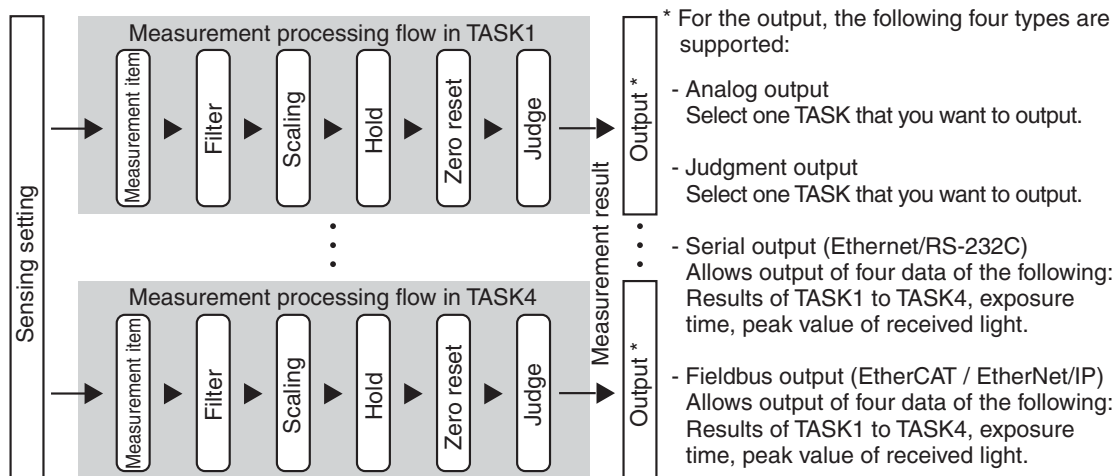 Sensing setting
Measurement processing flow in TASK1
Measurement item
Filter
Scaling
Hold
Zero reset
Judge
Measurement processing flow in TASK4
Measurement item
Filter
Scaling
Hold
Zero reset
Judge
Measurement result
Output *
Output *
* For the output, the following four types are
supported:
- Analog output
Select one TASK that you want to output.
- Judgment output
Select one TASK that you want to output.
- Serial output (Ethernet/RS-232C)
Allows output of four data of the following:
Results of TASK1 to TASK4, exposure
time, peak value of received light.
- Fieldbus output (EtherCAT / EtherNet/IP)
Allows output of four data of the following:
Results of TASK1 to TASK4, exposure
time, peak value of received light.